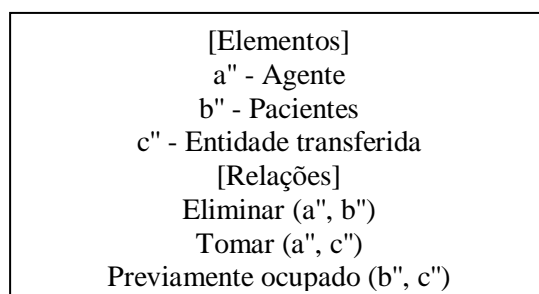 [Elementos]
a" - Agente
b" - Pacientes
c" - Entidade transferida
[Relações]
Eliminar (a", b")
Tomar (a", c")
Previamente ocupado (b", c")